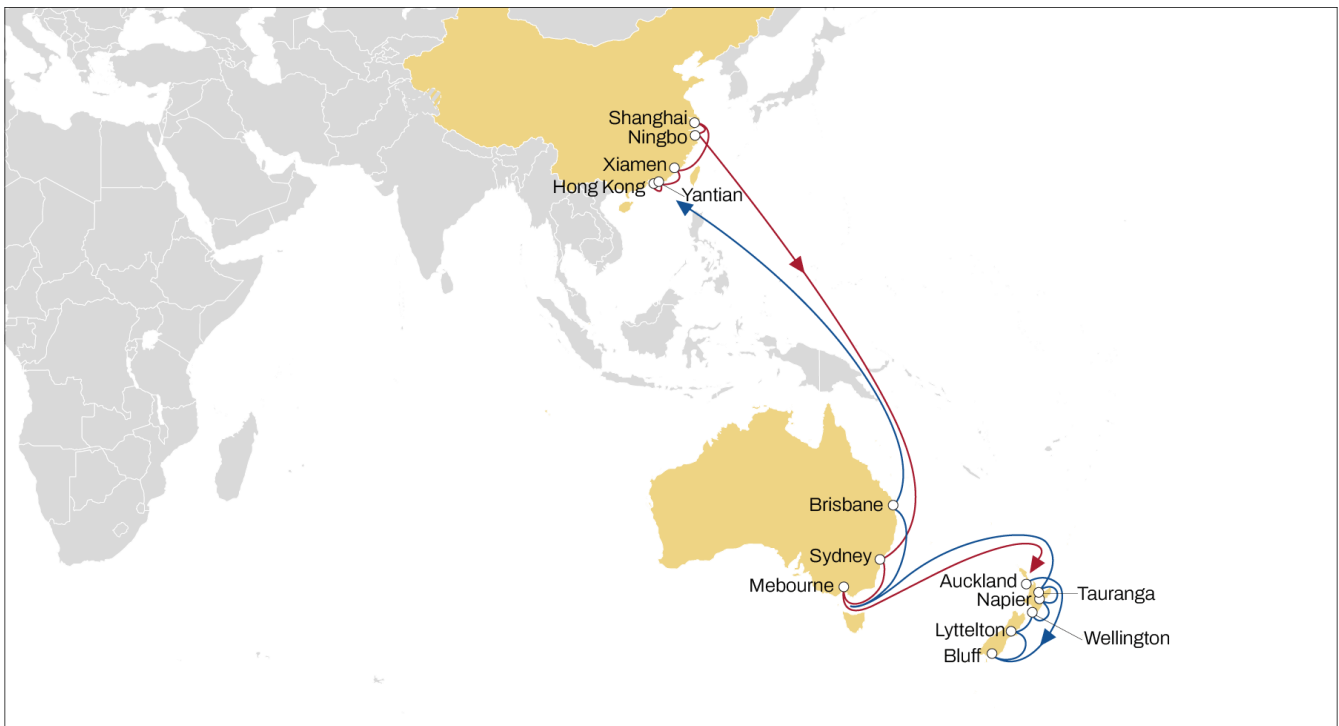 Shanghai
Ningbo
Xiamen
Hong Kong
Yantian
Brisbane
Sydney
Mebourne
Auckland
Napier
Tauranga
Lyttelton
Wellington
Bluff